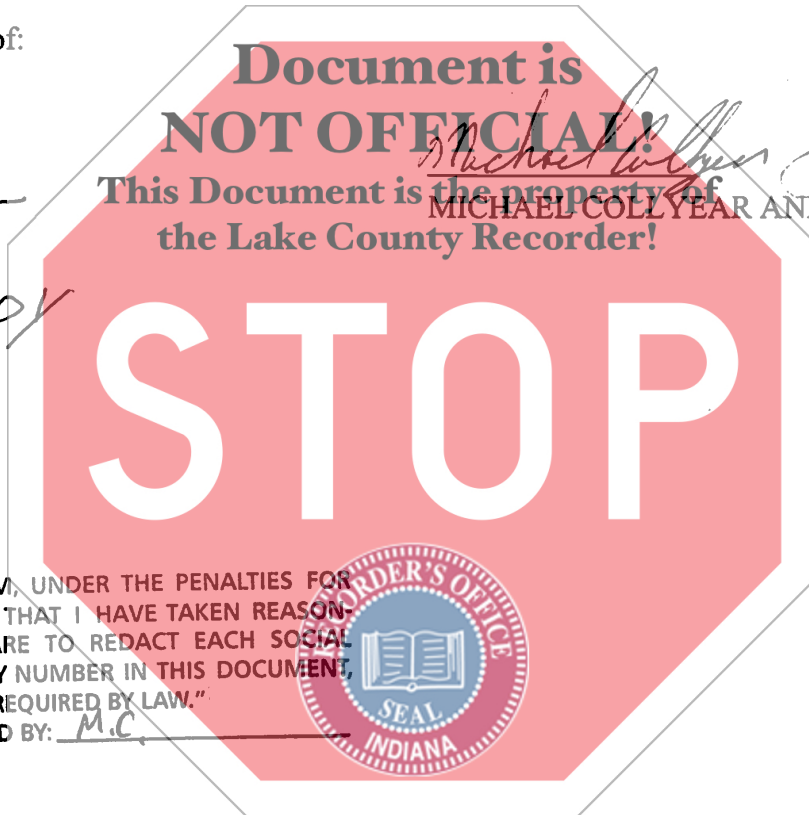 of:
Document is
NOT OFFICIAL!
Michael Collyear
This Document is the property of
MICHAEL COLLYEAR AN
the Lake County Recorder!
STOP
M, UNDER THE PENALTIES FOR
THAT I HAVE TAKEN REASON-
ARE TO REDACT EACH SOCIAL
Y NUMBER IN THIS DOCUMENT,
REQUIRED BY LAW."
D BY: M.C.
RECORDER'S OFFICE
SEAL
INDIANA